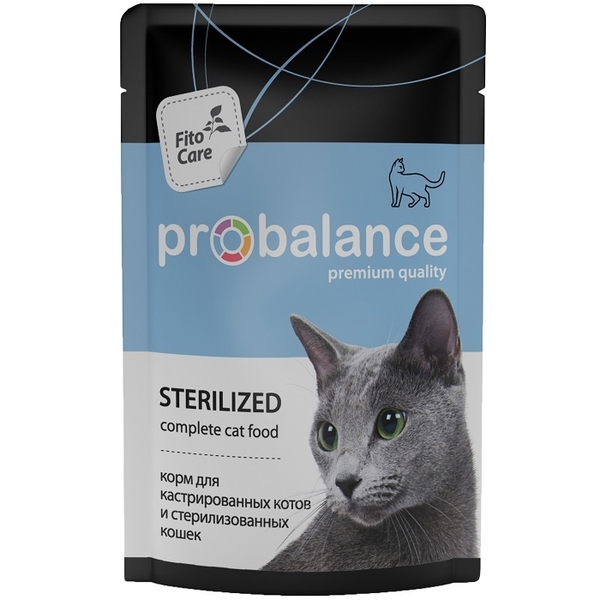 Fito
Care
probalance
premium quality
STERILIZED
complete cat food
корм для
кастрированных котов
и стерилизованных
кошек